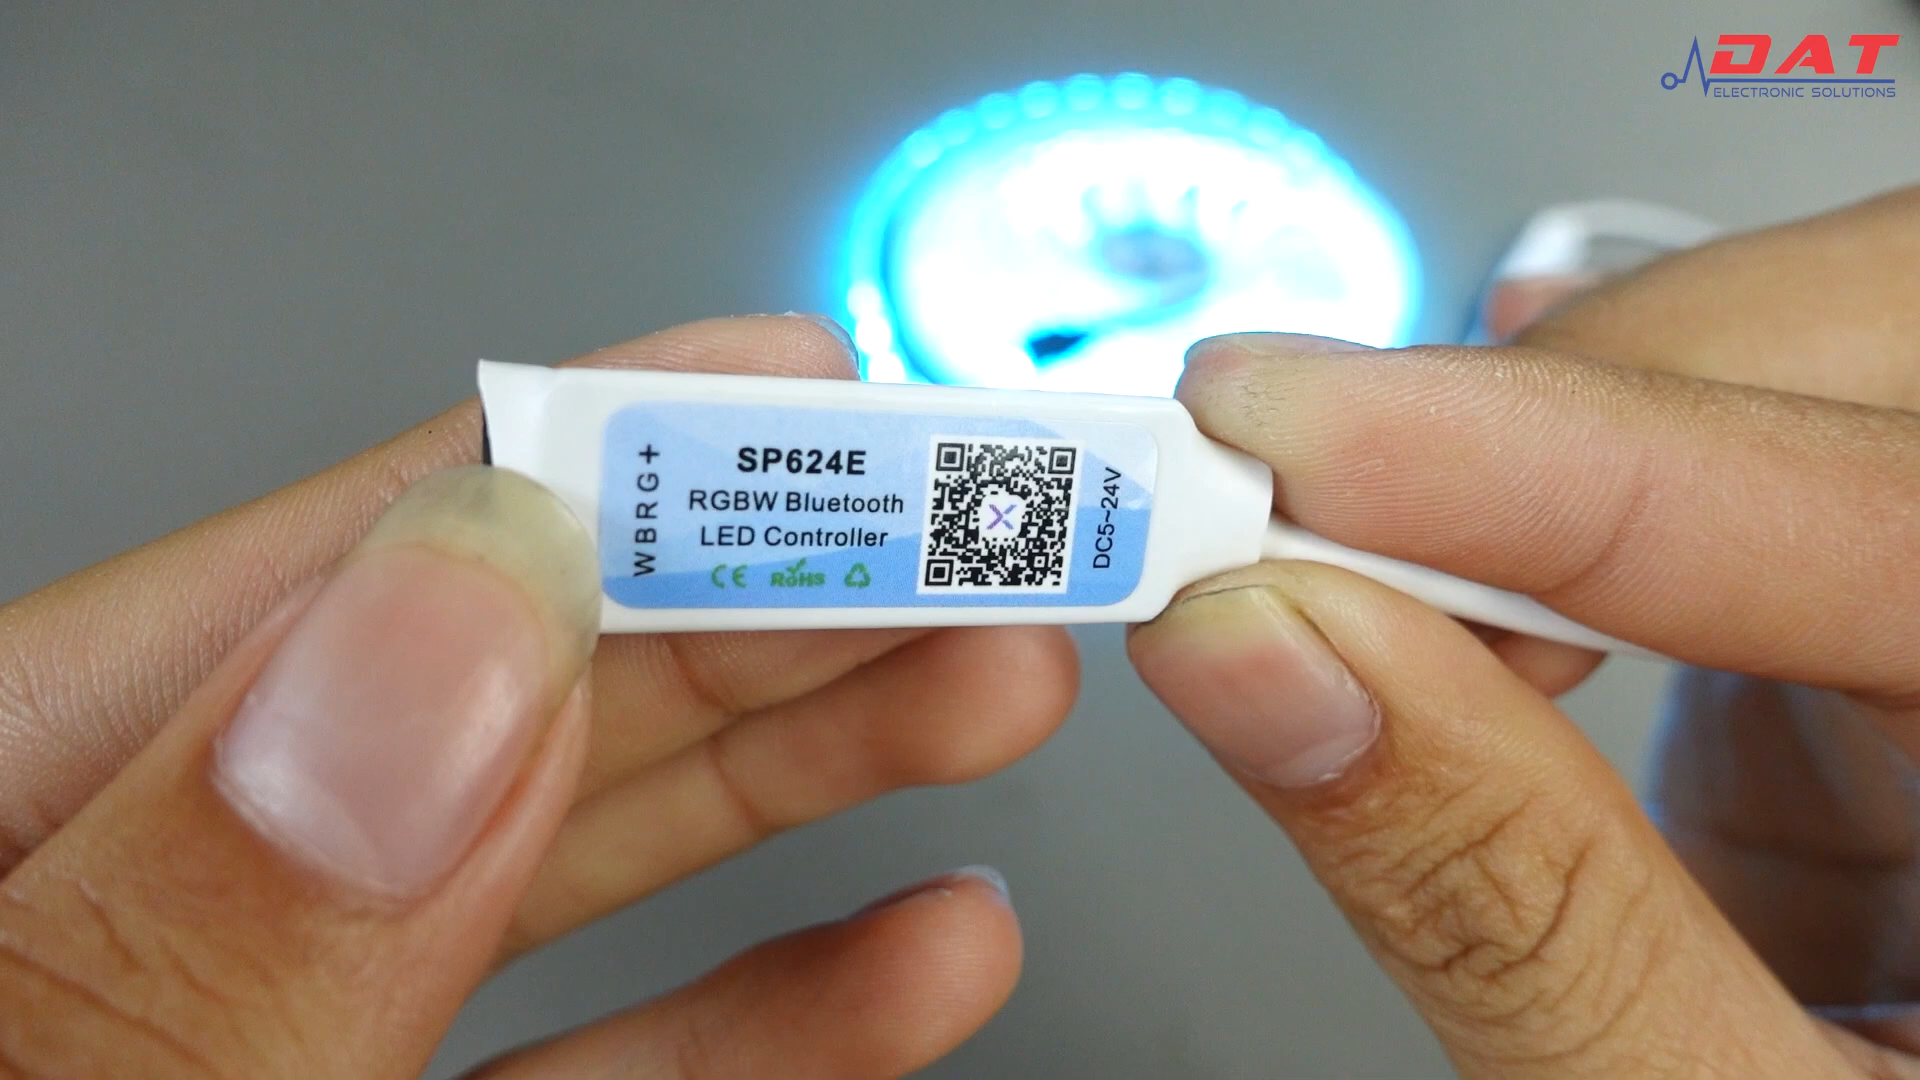 DAT
ELECTRONIC SOLUTIONS
WBRG+
SP624E
RGBW Bluetooth
LED Controller
CE RoHS
DC5~24V